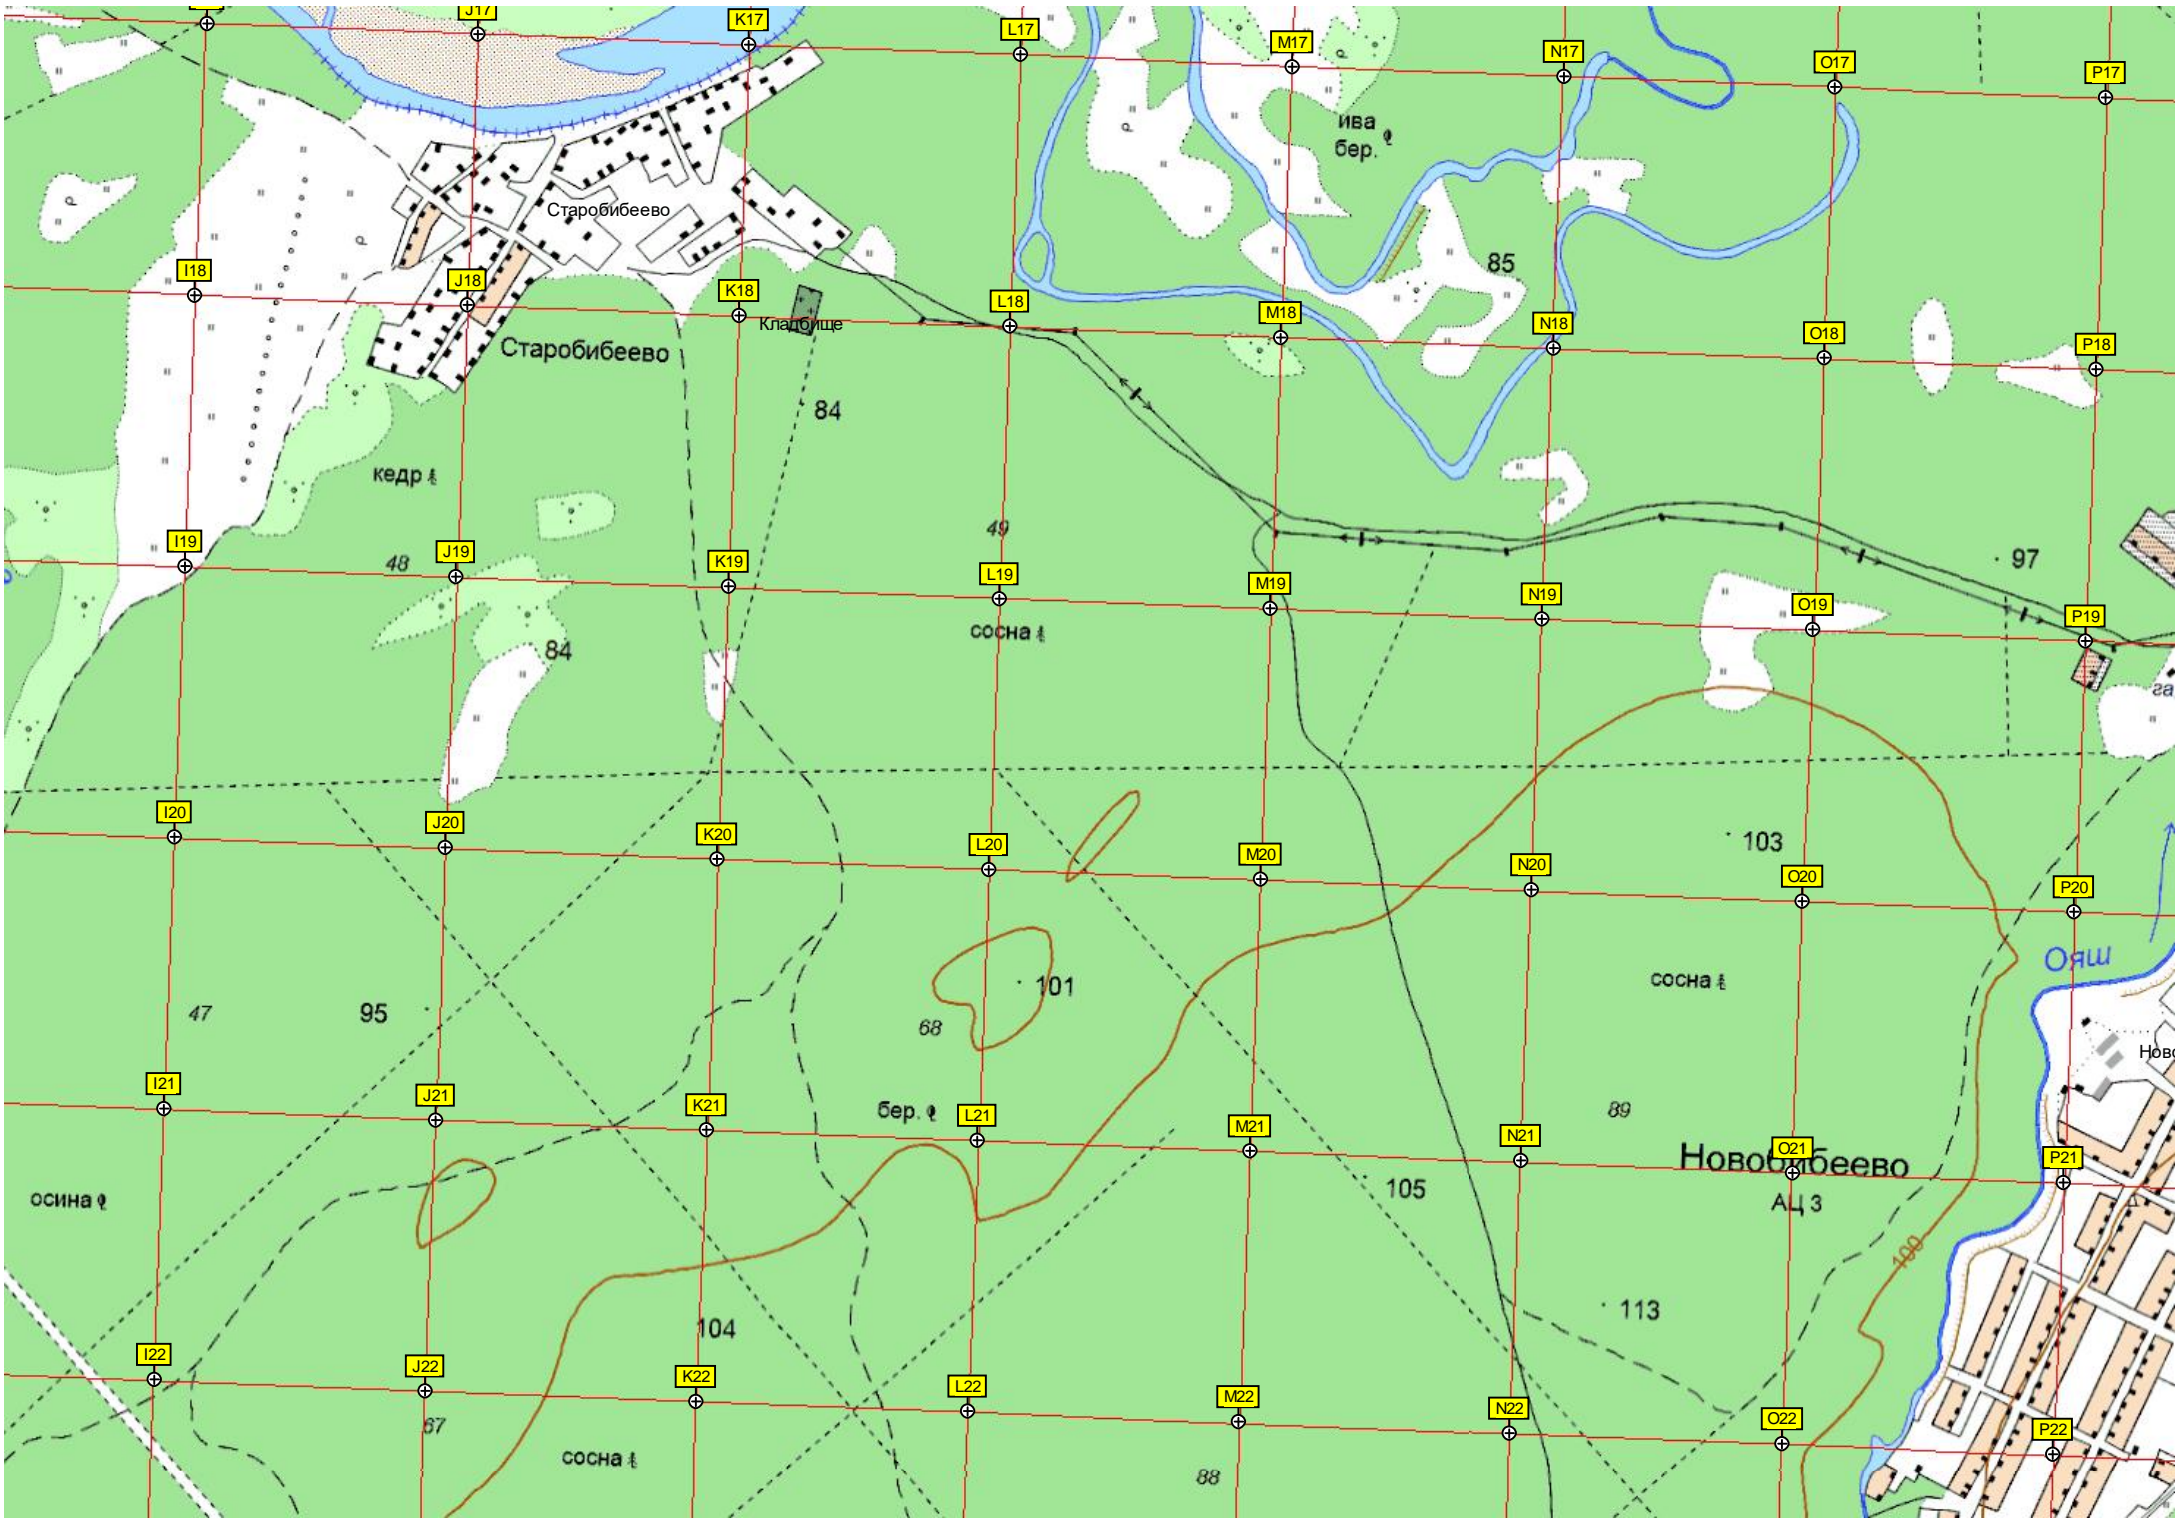 J17
K17
L17
M17
N17
O17
P17
ива
бер.
Старобибеево
85
I18
J18
K18
L18
M18
N18
O18
P18
Кладбище
Старобибеево
84
кедр
49
97
I19
48
J19
K19
L19
M19
N19
O19
P19
сосна
84
га
I20
J20
K20
L20
M20
N20
O20
P20
103
Ояш
101
сосна
47
95
68
Ново
I21
J21
K21
бер.
L21
M21
N21
89
O21
P21
Новобибеево
АЦ 3
105
осина
100
113
104
I22
J22
K22
L22
M22
N22
O22
P22
67
сосна
88